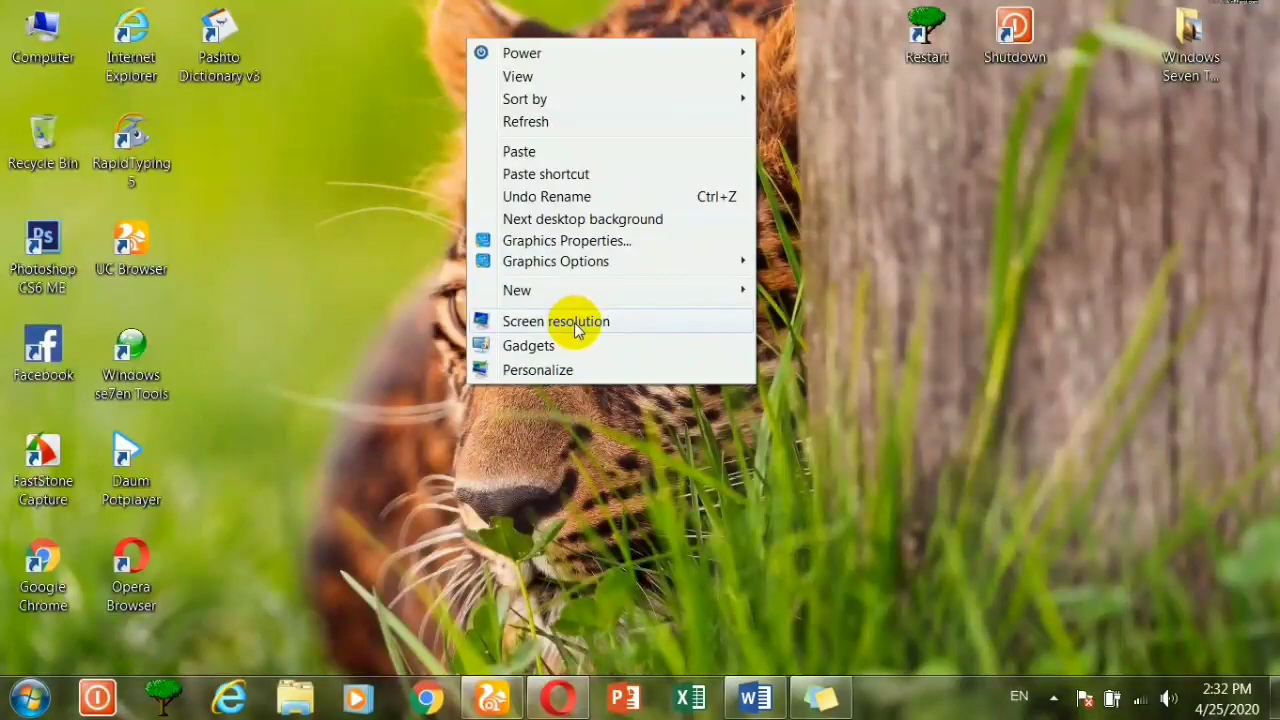 Computer
Internet
Explorer
Pashto
Dictionary v3
Restart
Shutdown
Windows
Seven T...
Recycle Bin
RapidTyping
5
Ps
Photoshop
CS6 ME
UC Browser
Facebook
Windows
se7en Tools
FastStone
Capture
Daum
Potplayer
Google
Chrome
Opera
Browser
Power
View
Sort by
Refresh
Paste
Paste shortcut
Undo Rename Ctrl+Z
Next desktop background
Graphics Properties...
Graphics Options
New
Screen resolution
Gadgets
Personalize
EN
2:32 PM
4/25/2020